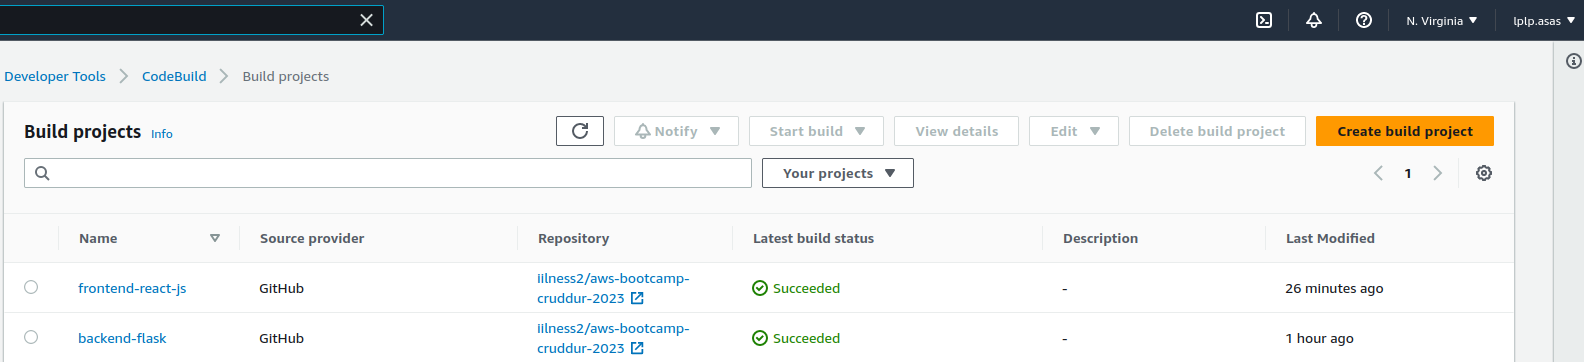 N. Virginia lplp.asas
Developer Tools CodeBuild Build projects
Build projects Info Notify Start build View details Edit Delete build project Create build project
Your projects 1
Name Source provider Repository Latest build status Description Last Modified
frontend-react-js GitHub iilness2/aws-bootcamp-
cruddur-2023 Succeeded - 26 minutes ago
backend-flask GitHub iilness2/aws-bootcamp-
cruddur-2023 Succeeded - 1 hour ago